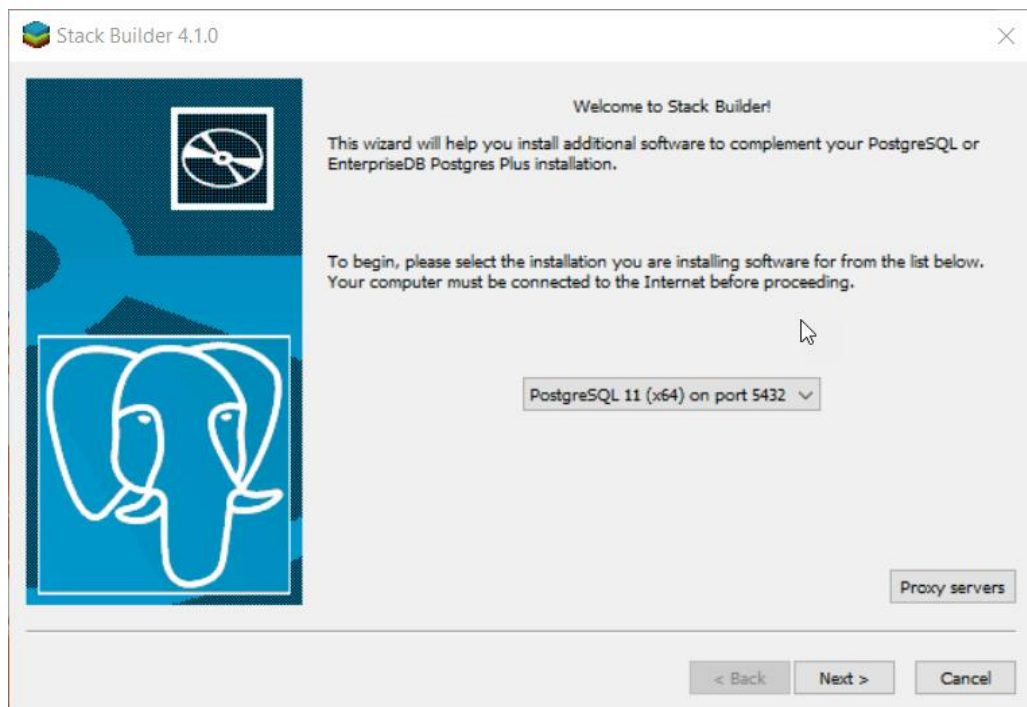 Stack Builder 4.1.0
Welcome to Stack Builder!
This wizard will help you install additional software to complement your PostgreSQL or
EnterpriseDB Postgres Plus installation.
To begin, please select the installation you are installing software for from the list below.
Your computer must be connected to the Internet before proceeding.
PostgreSQL 11 (x64) on port 5432
Proxy servers
< Back Next > Cancel